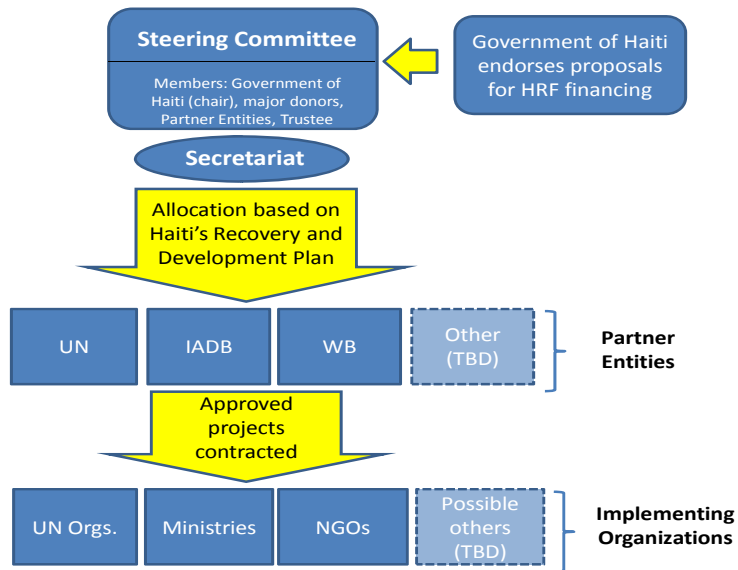 Steering Committee
Members: Government of
Haiti (chair), major donors,
Partner Entities, Trustee
Government of Haiti
endorses proposals
for HRF financing
Secretariat
Allocation based on
Haiti's Recovery and
Development Plan
UN
IADB
WB
Other
(TBD)
Partner
Entities
Approved
projects
contracted
UN Orgs.
Ministries
NGOs
Possible
others
(TBD)
Implementing
Organizations